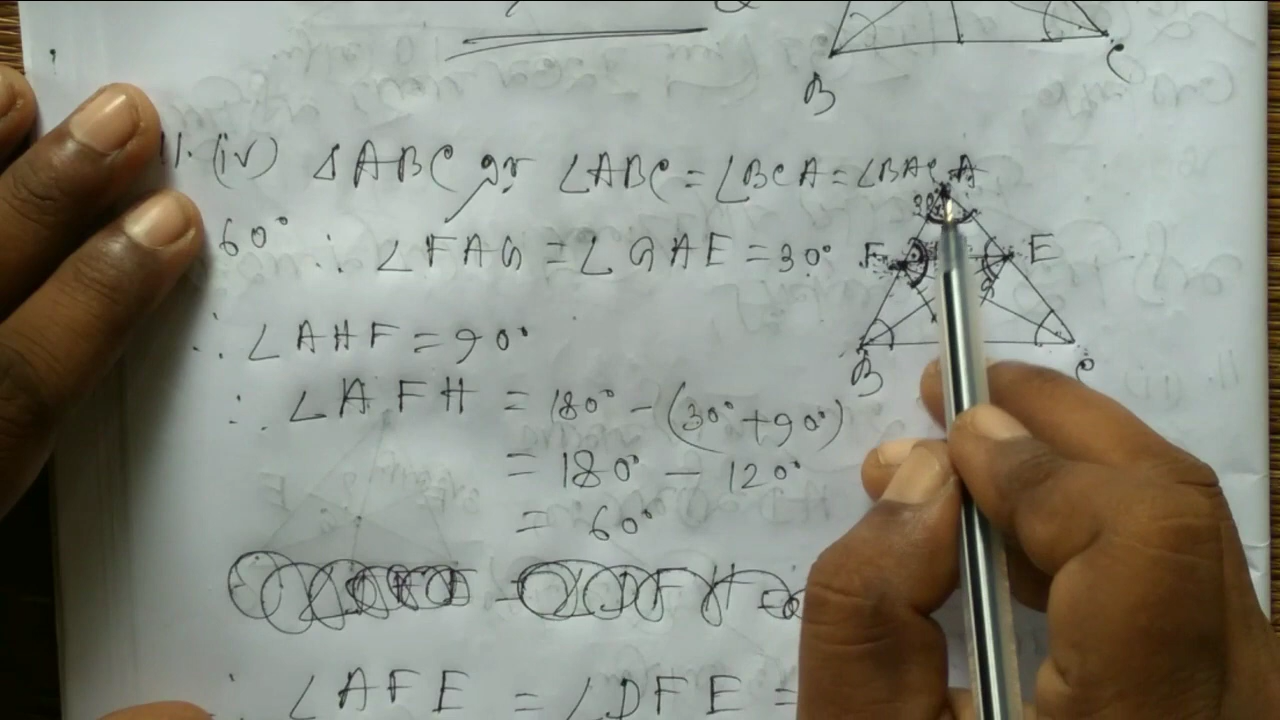 B
C
11. (iv) ΔABC এর ∠ABC = ∠BCA = ∠BAC
A
60° ∴ ∠FAG = ∠GAE = 30°
F
E
∴ ∠AHF = 90°
B
C
∴ ∠AFH = 180° - (30° + 90°)
= 180° - 120°
= 60°
∴ ∠AFE = ∠DFE =